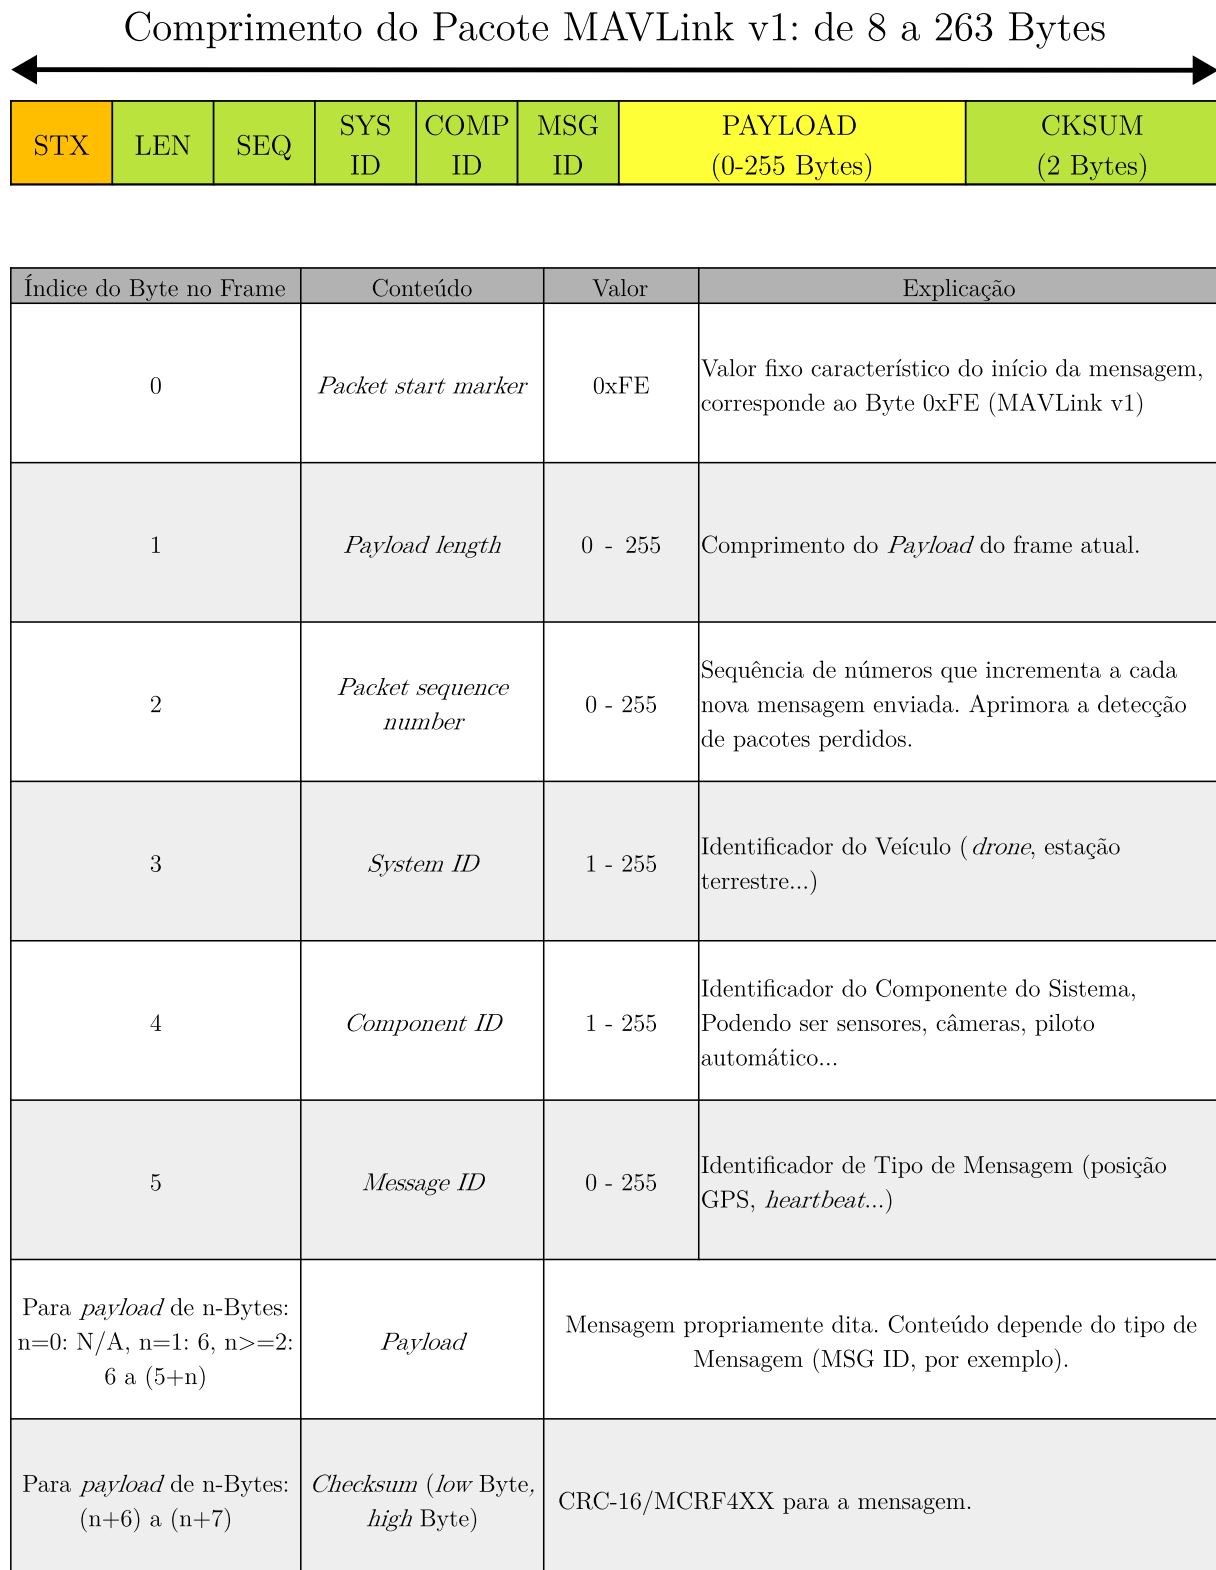 Comprimento do Pacote MAVLink v1: de 8 a 263 Bytes
STX
LEN
SEQ
SYS
ID
COMP
ID
MSG
ID
PAYLOAD
(0-255 Bytes)
CKSUM
(2 Bytes)
Índice do Byte no Frame
Conteúdo
Valor
Explicação
0
Packet start marker
0xFE
Valor fixo característico do início da mensagem,
corresponde ao Byte 0xFE (MAVLink v1)
1
Payload length
0 - 255
Comprimento do Payload do frame atual.
2
Packet sequence
number
0 - 255
Sequência de números que incrementa a cada
nova mensagem enviada. Aprimora a detecção
de pacotes perdidos.
3
System ID
1 - 255
Identificador do Veículo (drone, estação
terrestre...)
4
Component ID
1 - 255
Identificador do Componente do Sistema,
Podendo ser sensores, câmeras, piloto
automático...
5
Message ID
0 - 255
Identificador de Tipo de Mensagem (posição
GPS, heartbeat...)
Para payload de n-Bytes:
n=0: N/A, n=1: 6, n>=2:
6 a (5+n)
Payload
Mensagem propriamente dita. Conteúdo depende do tipo de
Mensagem (MSG ID, por exemplo).
Para payload de n-Bytes:
(n+6) a (n+7)
Checksum (low Byte,
high Byte)
CRC-16/MCRF4XX para a mensagem.